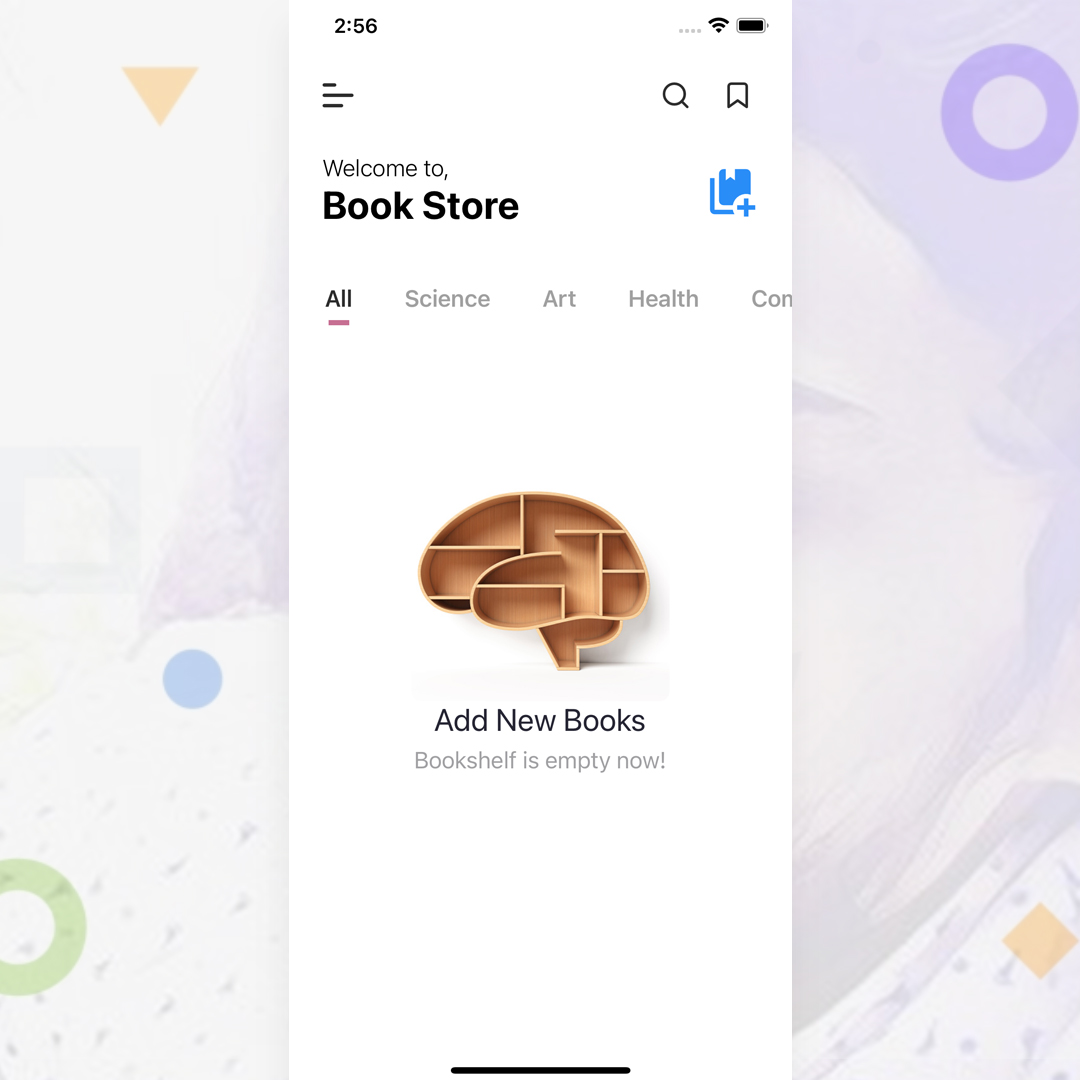 2:56
Welcome to,
Book Store
All Science Art Health Con
Add New Books
Bookshelf is empty now!